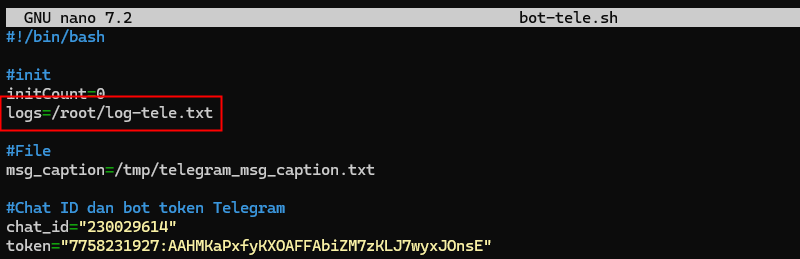 GNU nano 7.2 bot-tele.sh
#!/bin/bash
#init
initCount=0
logs=/root/log-tele.txt
#File
msg_caption=/tmp/telegram_msg_caption.txt
#Chat ID dan bot token Telegram
chat_id="230029614"
token="7758231927:AAHMKaPxfyKXOAFFAbiZM7zKLJ7wyxJOnsE"